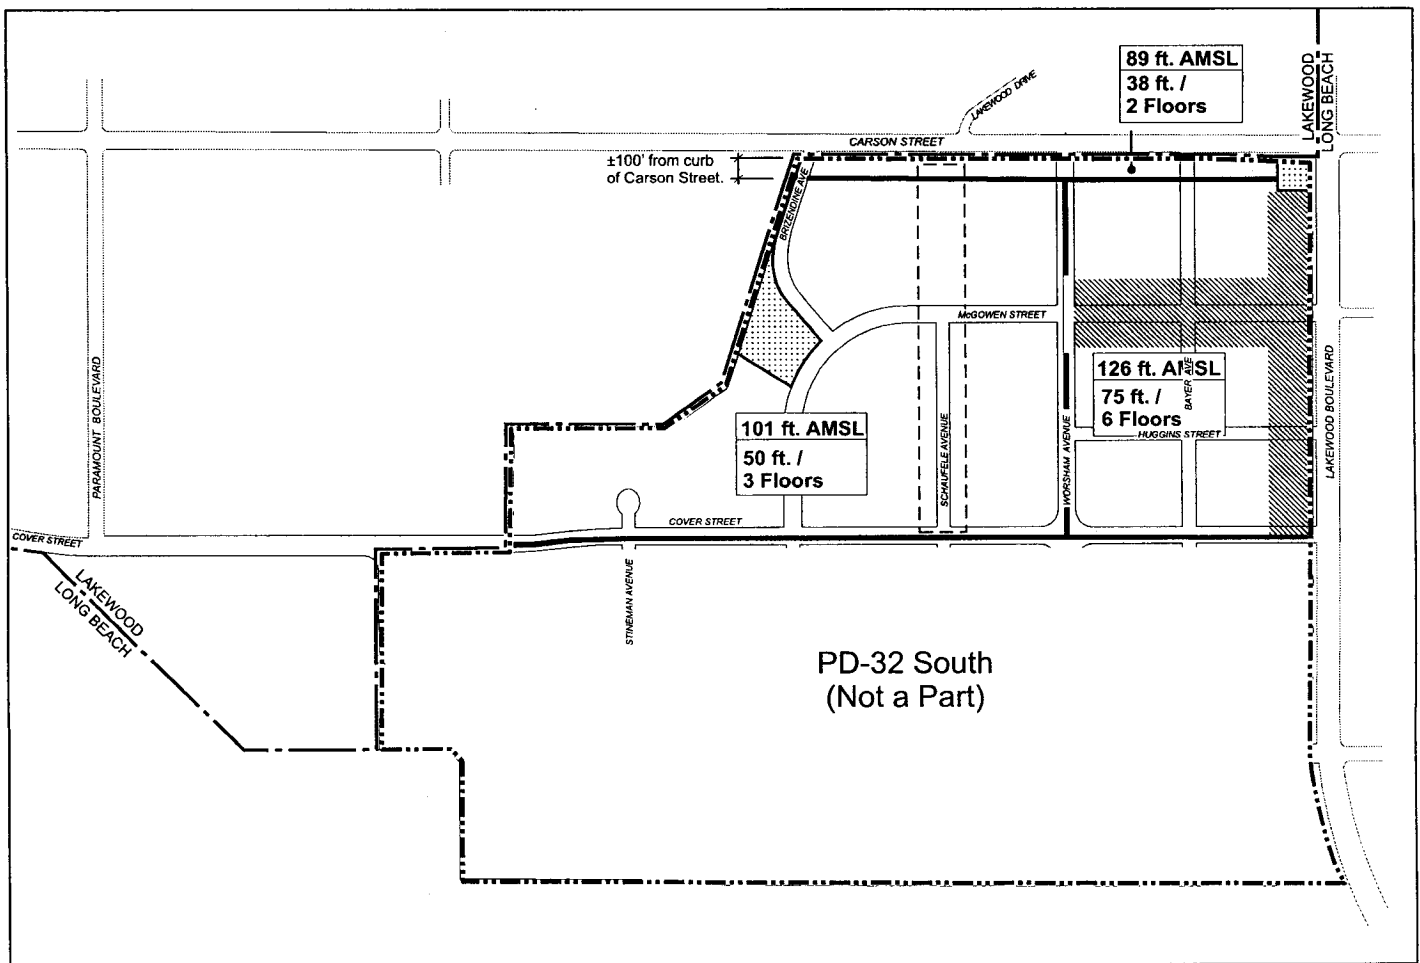 89 ft. AMSL
38 ft. /
2 Floors
LAKEWOOD
LONG BEACH
LAKEWOOD DRIVE
CARSON STREET
±100' from curb
of Carson Street.
BRIZENDINE AVE
McGOWEN STREET
PARAMOUNT BOULEVARD
126 ft. AMSL
75 ft. /
6 Floors
BAYER AVE
HUGGINS STREET
LAKEWOOD BOULEVARD
101 ft. AMSL
50 ft. /
3 Floors
SCHAUFELE AVENUE
WORSHAM AVENUE
COVER STREET
COVER STREET
LAKEWOOD
LONG BEACH
STINEMAN AVENUE
PD-32 South
(Not a Part)